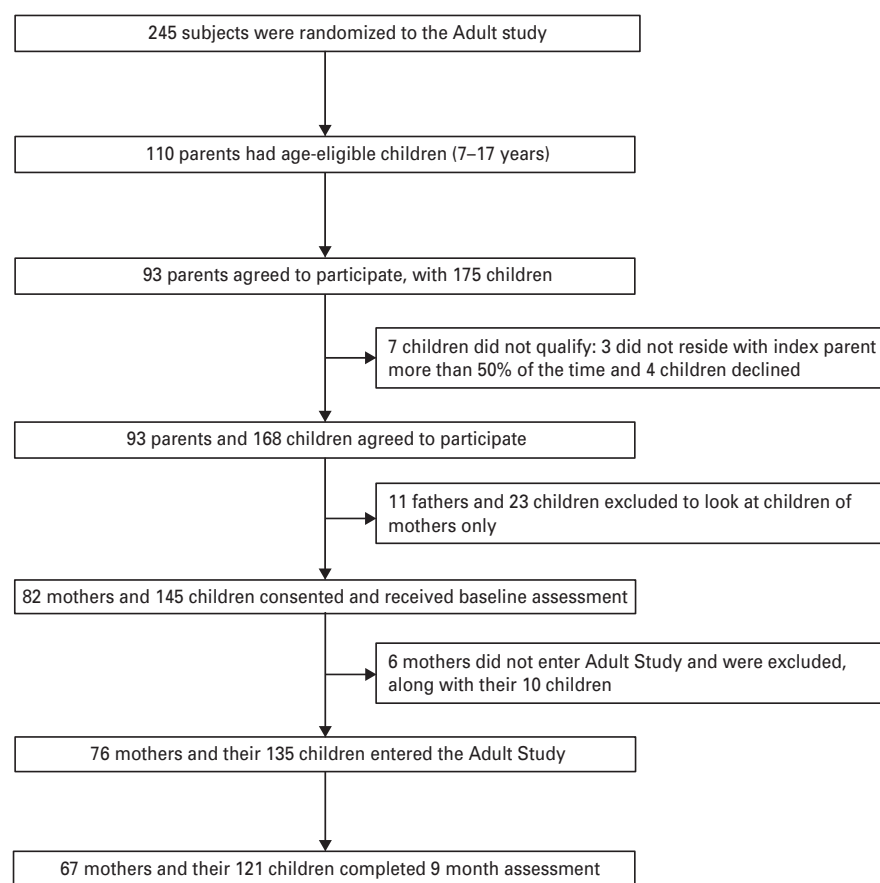 245 subjects were randomized to the Adult study
110 parents had age-eligible children (7–17 years)
93 parents agreed to participate, with 175 children
7 children did not qualify: 3 did not reside with index parent
more than 50% of the time and 4 children declined
93 parents and 168 children agreed to participate
11 fathers and 23 children excluded to look at children of
mothers only
82 mothers and 145 children consented and received baseline assessment
6 mothers did not enter Adult Study and were excluded,
along with their 10 children
76 mothers and their 135 children entered the Adult Study
67 mothers and their 121 children completed 9 month assessment